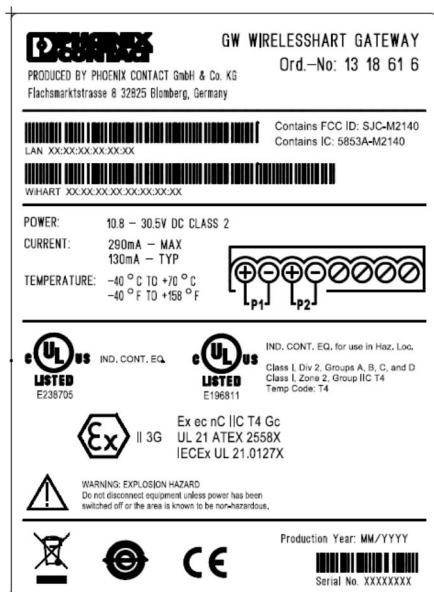 PHOENIX CONTACT
GW WIRELESSHART GATEWAY
Ord.-No: 13 18 61 6
PRODUCED BY PHOENIX CONTACT GmbH & Co. KG
Flachsmarktstrasse 8 32825 Blomberg, Germany
Contains FCC ID: SJC-M2140
Contains IC: 5853A-M2140
LAN XX:XX:XX:XX:XX:XX
WiHART XX:XX:XX:XX:XX:XX:XX:XX
POWER: 10.8 – 30.5V DC CLASS 2
CURRENT: 290mA – MAX
130mA – TYP
TEMPERATURE: -40 °C TO +70 °C
-40 °F TO +158 °F
P1 P2
C UL US
LISTED
E238705
IND. CONT. EQ.
C UL US
LISTED
E196811
IND. CONT. EQ. for use in Haz. Loc.
Class I, Div 2, Groups A, B, C, and D
Class I, Zone 2, Group IIC T4
Temp Code: T4
Ex II 3G
Ex ec nC IIC T4 Gc
UL 21 ATEX 2558X
IECEx UL 21.0127X
WARNING: EXPLOSION HAZARD
Do not disconnect equipment unless power has been
switched off or the area is known to be non-hazardous.
CE
Production Year: MM/YYYY
Serial No. XXXXXXXX